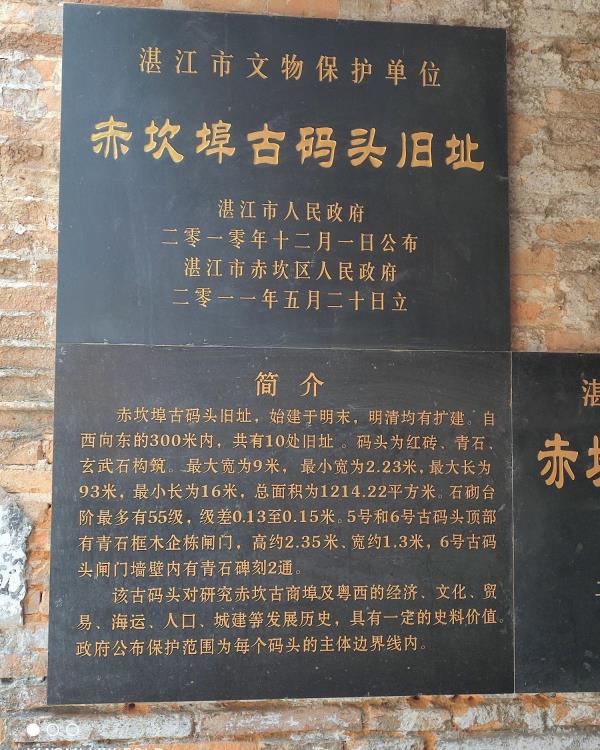 湛江市文物保护单位
赤坎埠古码头旧址
湛江市人民政府
二零一零年十二月一日公布
湛江市赤坎区人民政府
二零一一年五月二十日立
简介
赤坎埠古码头旧址，始建于明末，明清均有扩建。自
西向东的300米内，共有10处旧址。码头为红砖、青石、
玄武石构筑。最大宽为9米，最小宽为2.23米，最大长为
93米，最小长为16米，总面积为1214.22平方米。石砌台
阶最多有55级，级差0.13至0.15米。5号和6号古码头顶部
有青石框木企栋闸门，高约2.35米、宽约1.3米，6号古码
头闸门墙壁内有青石碑刻2通。
该古码头对研究赤坎古商埠及粤西的经济、文化、贸
易、海运、人口、城建等发展历史，具有一定的史料价值。
政府公布保护范围为每个码头的主体边界线内。
湛
赤坎